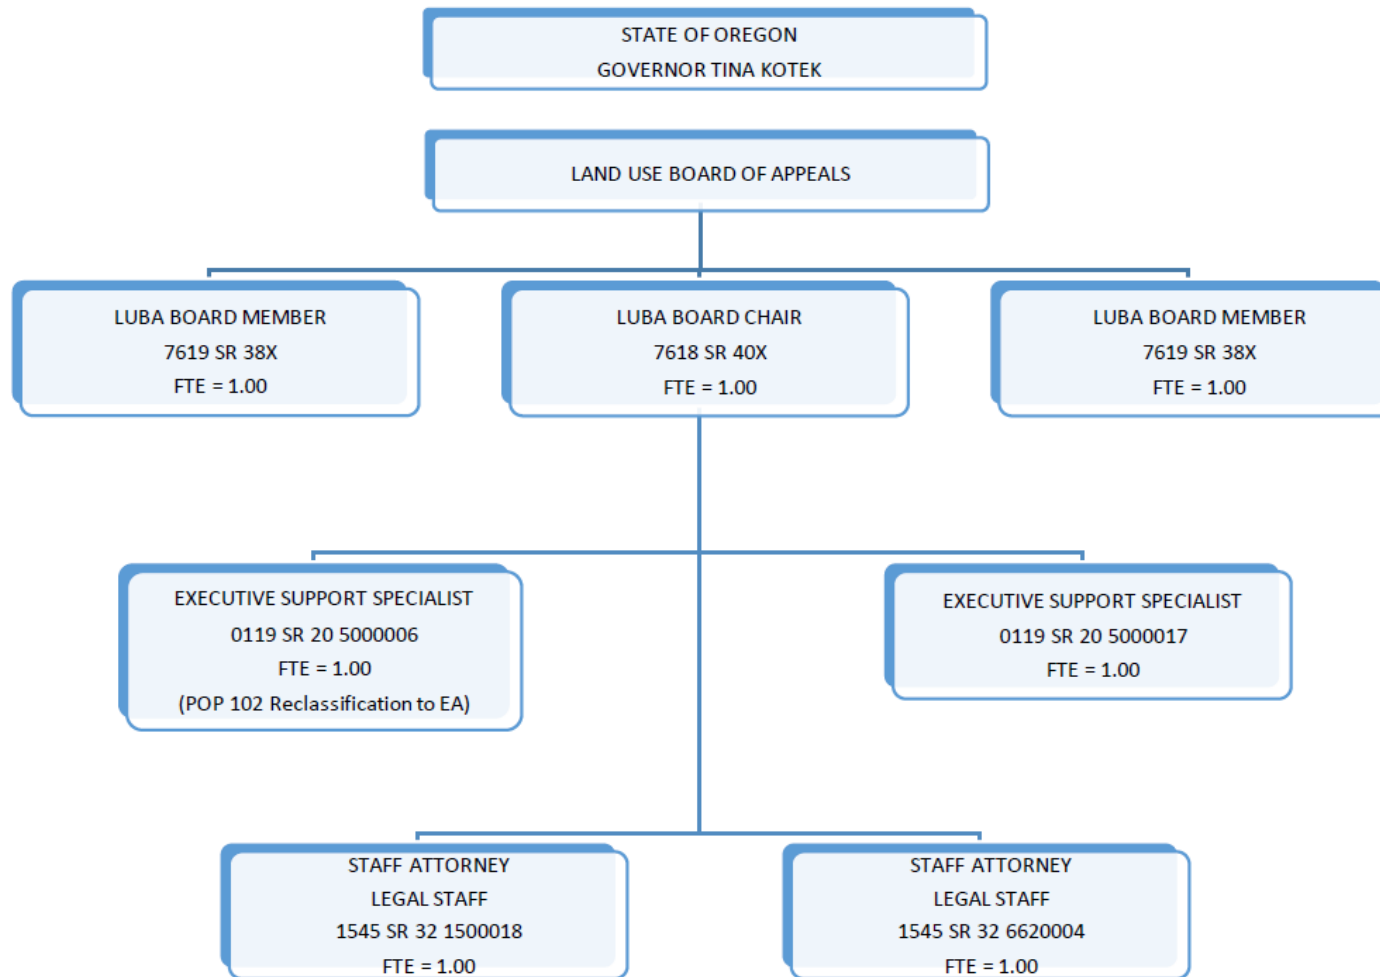 STATE OF OREGON
GOVERNOR TINA KOTEK
LAND USE BOARD OF APPEALS
LUBA BOARD MEMBER
7619 SR 38X
FTE = 1.00
LUBA BOARD CHAIR
7618 SR 40X
FTE = 1.00
LUBA BOARD MEMBER
7619 SR 38X
FTE = 1.00
EXECUTIVE SUPPORT SPECIALIST
0119 SR 20 5000006
FTE = 1.00
(POP 102 Reclassification to EA)
EXECUTIVE SUPPORT SPECIALIST
0119 SR 20 5000017
FTE = 1.00
STAFF ATTORNEY
LEGAL STAFF
1545 SR 32 1500018
FTE = 1.00
STAFF ATTORNEY
LEGAL STAFF
1545 SR 32 6620004
FTE = 1.00